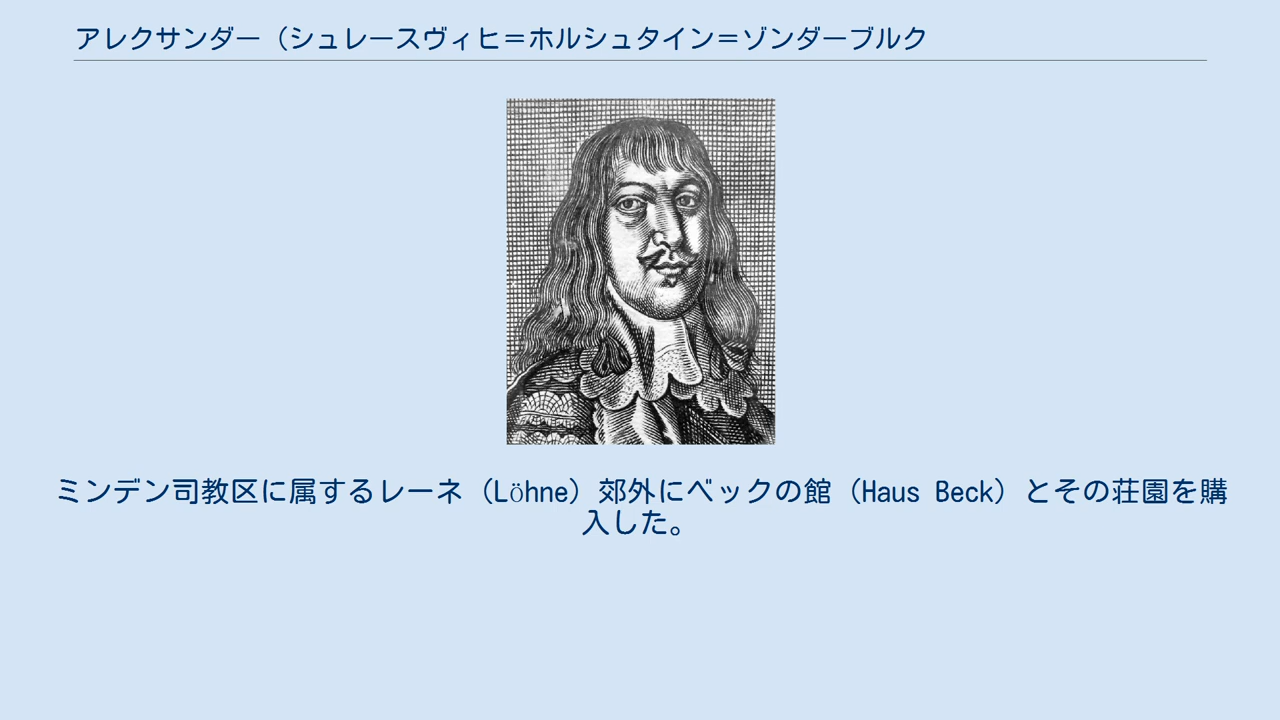 アレクサンダー（シュレースヴィヒ＝ホルシュタイン＝ゾンダーブルク
ミンデン司教区に属するレーネ（Löhne）郊外にベックの館（Haus Beck）とその荘園を購
入した。